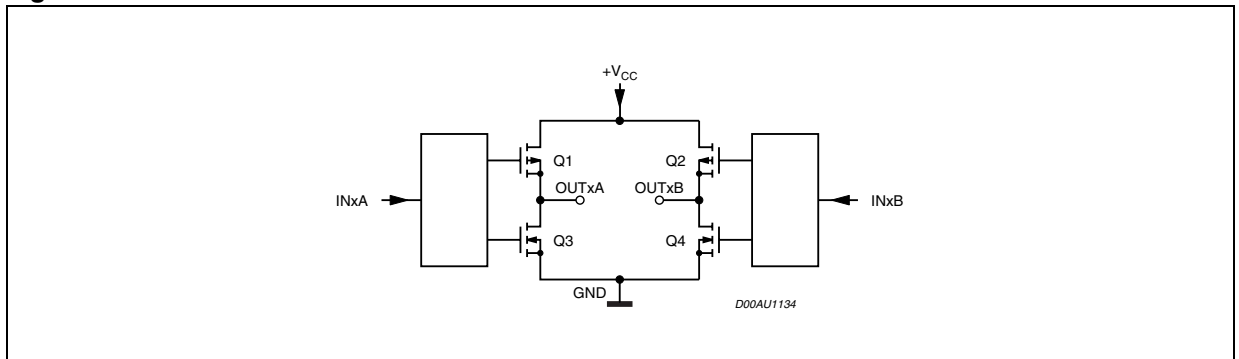 +VCC
Q1
Q2
OUTxA
OUTxB
INxA
INxB
Q3
Q4
GND
D00AU1134